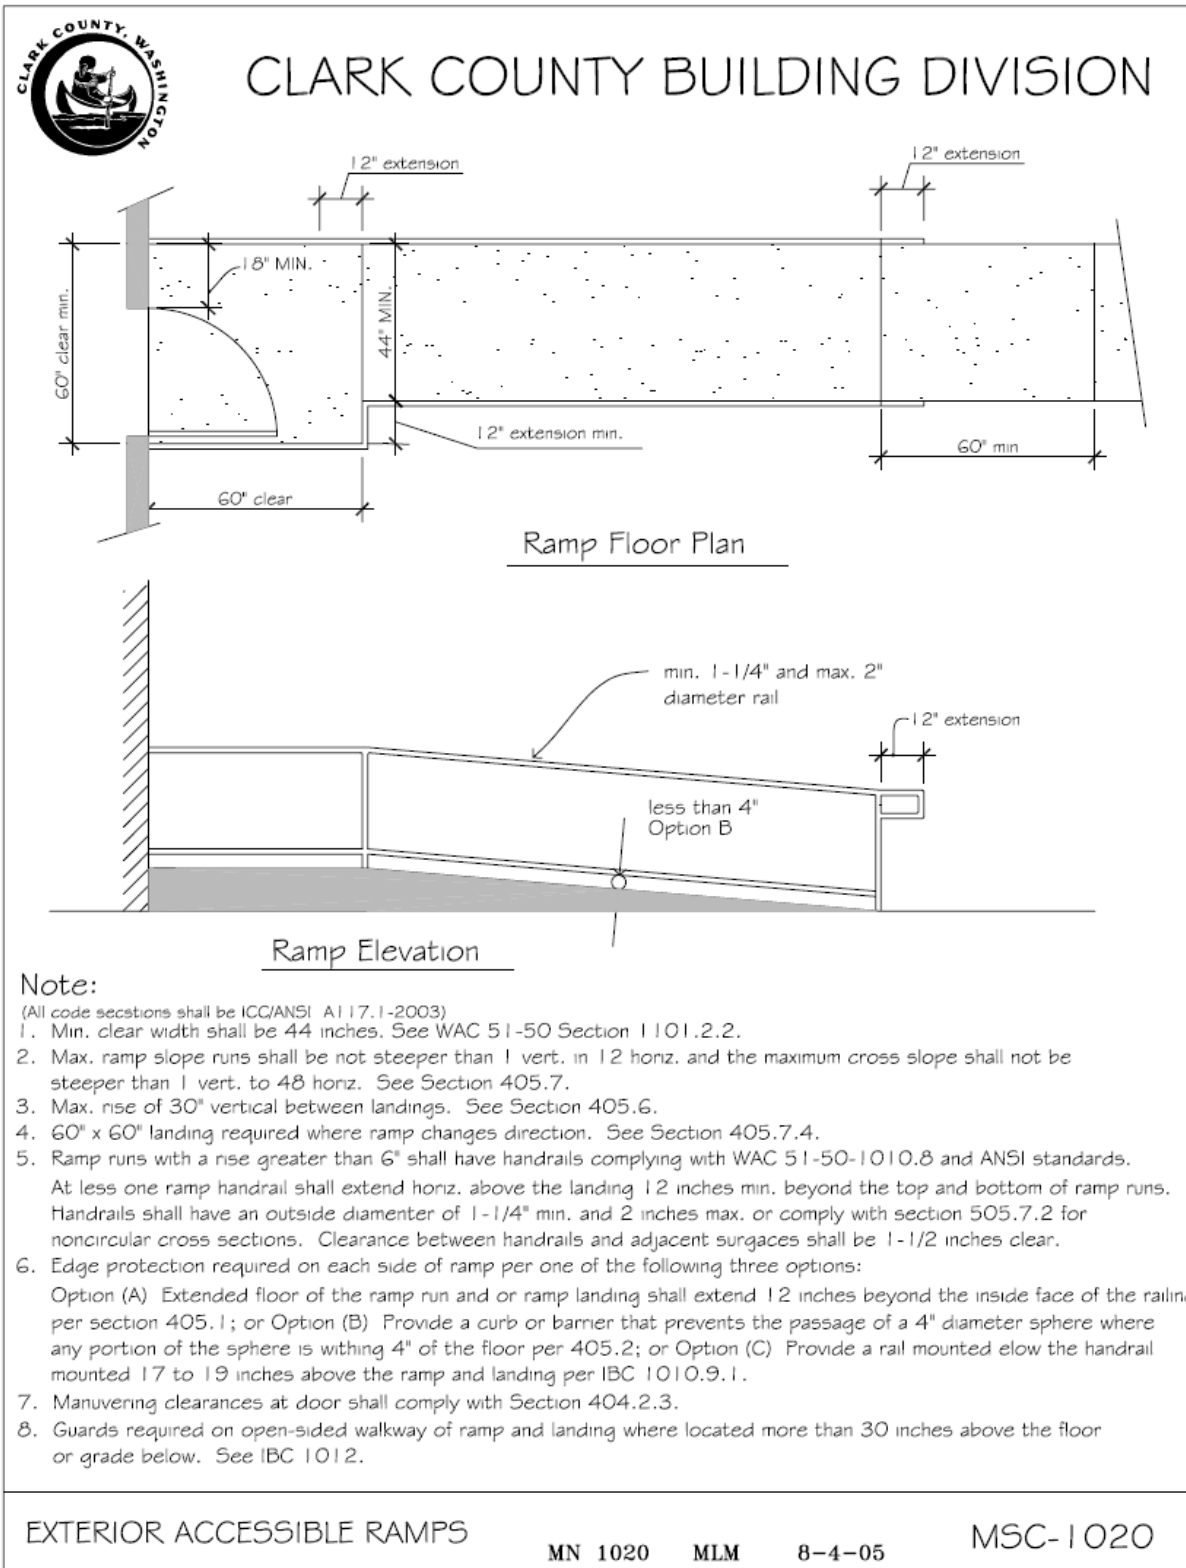 CLARK COUNTY, WASHINGTON
CLARK COUNTY BUILDING DIVISION
12" extension
12" extension
18" MIN.
60" clear min.
44" MIN.
12" extension min.
60" min
60" clear
Ramp Floor Plan
min. 1-1/4" and max. 2"
diameter rail
12" extension
less than 4"
Option B
Ramp Elevation
Note:
(All code secstions shall be ICC/ANSI A117.1-2003)
1. Min. clear width shall be 44 inches. See WAC 51-50 Section 1101.2.2.
2. Max. ramp slope runs shall be not steeper than 1 vert. in 12 horiz. and the maximum cross slope shall not be
steeper than 1 vert. to 48 horiz. See Section 405.7.
3. Max. rise of 30" vertical between landings. See Section 405.6.
4. 60" x 60" landing required where ramp changes direction. See Section 405.7.4.
5. Ramp runs with a rise greater than 6" shall have handrails complying with WAC 51-50-1010.8 and ANSI standards.
At less one ramp handrail shall extend horiz. above the landing 12 inches min. beyond the top and bottom of ramp runs.
Handrails shall have an outside diamenter of 1-1/4" min. and 2 inches max. or comply with section 505.7.2 for
noncircular cross sections. Clearance between handrails and adjacent surgaces shall be 1-1/2 inches clear.
6. Edge protection required on each side of ramp per one of the following three options:
Option (A) Extended floor of the ramp run and or ramp landing shall extend 12 inches beyond the inside face of the railin
per section 405.1; or Option (B) Provide a curb or barrier that prevents the passage of a 4" diameter sphere where
any portion of the sphere is withing 4" of the floor per 405.2; or Option (C) Provide a rail mounted elow the handrail
mounted 17 to 19 inches above the ramp and landing per IBC 1010.9.1.
7. Manuvering clearances at door shall comply with Section 404.2.3.
8. Guards required on open-sided walkway of ramp and landing where located more than 30 inches above the floor
or grade below. See IBC 1012.
EXTERIOR ACCESSIBLE RAMPS
MN 1020 MLM 8-4-05
MSC-1020